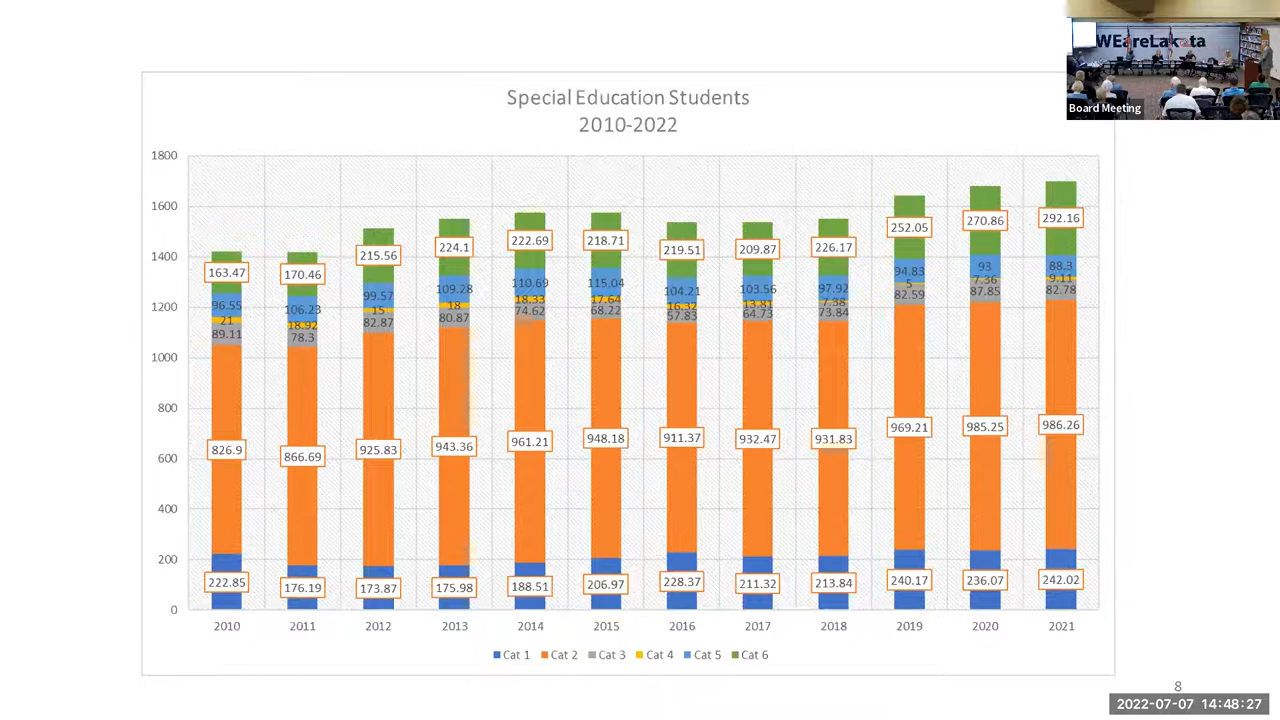 WEareLakota
Board Meeting
Special Education Students
2010-2022
1800
1600
1400
1200
1000
800
600
400
200
0
163.47 170.46 215.56 224.1 222.69 218.71 219.51 209.87 226.17 252.05 270.86 292.16
96.55 106.23 99.57 109.28 110.69 115.04 104.21 103.56 97.92 94.83 93 88.3
21 18.92 15 18 18.33 17.64 16.32 13.81 7.38 5 7.36 9.11
89.11 78.3 82.87 80.87 74.62 68.22 57.83 64.73 73.84 82.59 87.85 82.78
826.9 866.69 925.83 943.36 961.21 948.18 911.37 932.47 931.83 969.21 985.25 986.26
222.85 176.19 173.87 175.98 188.51 206.97 228.37 211.32 213.84 240.17 236.07 242.02
2010 2011 2012 2013 2014 2015 2016 2017 2018 2019 2020 2021
Cat 1 Cat 2 Cat 3 Cat 4 Cat 5 Cat 6
8
2022-07-07 14:48:27